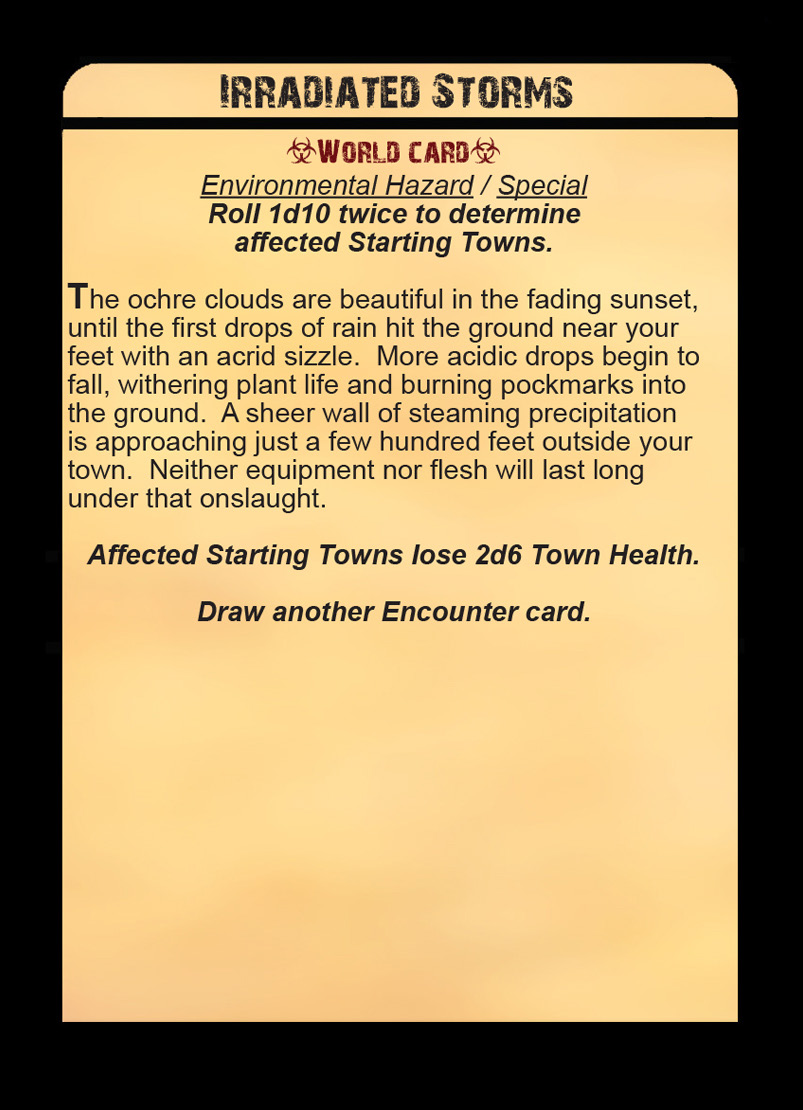 Irradiated Storms
World card
Environmental Hazard / Special
Roll 1d10 twice to determine
affected Starting Towns.
The ochre clouds are beautiful in the fading sunset,
until the first drops of rain hit the ground near your
feet with an acrid sizzle.  More acidic drops begin to
fall, withering plant life and burning pockmarks into
the ground.  A sheer wall of steaming precipitation
is approaching just a few hundred feet outside your
town.  Neither equipment nor flesh will last long
under that onslaught.
Affected Starting Towns lose 2d6 Town Health.
Draw another Encounter card.